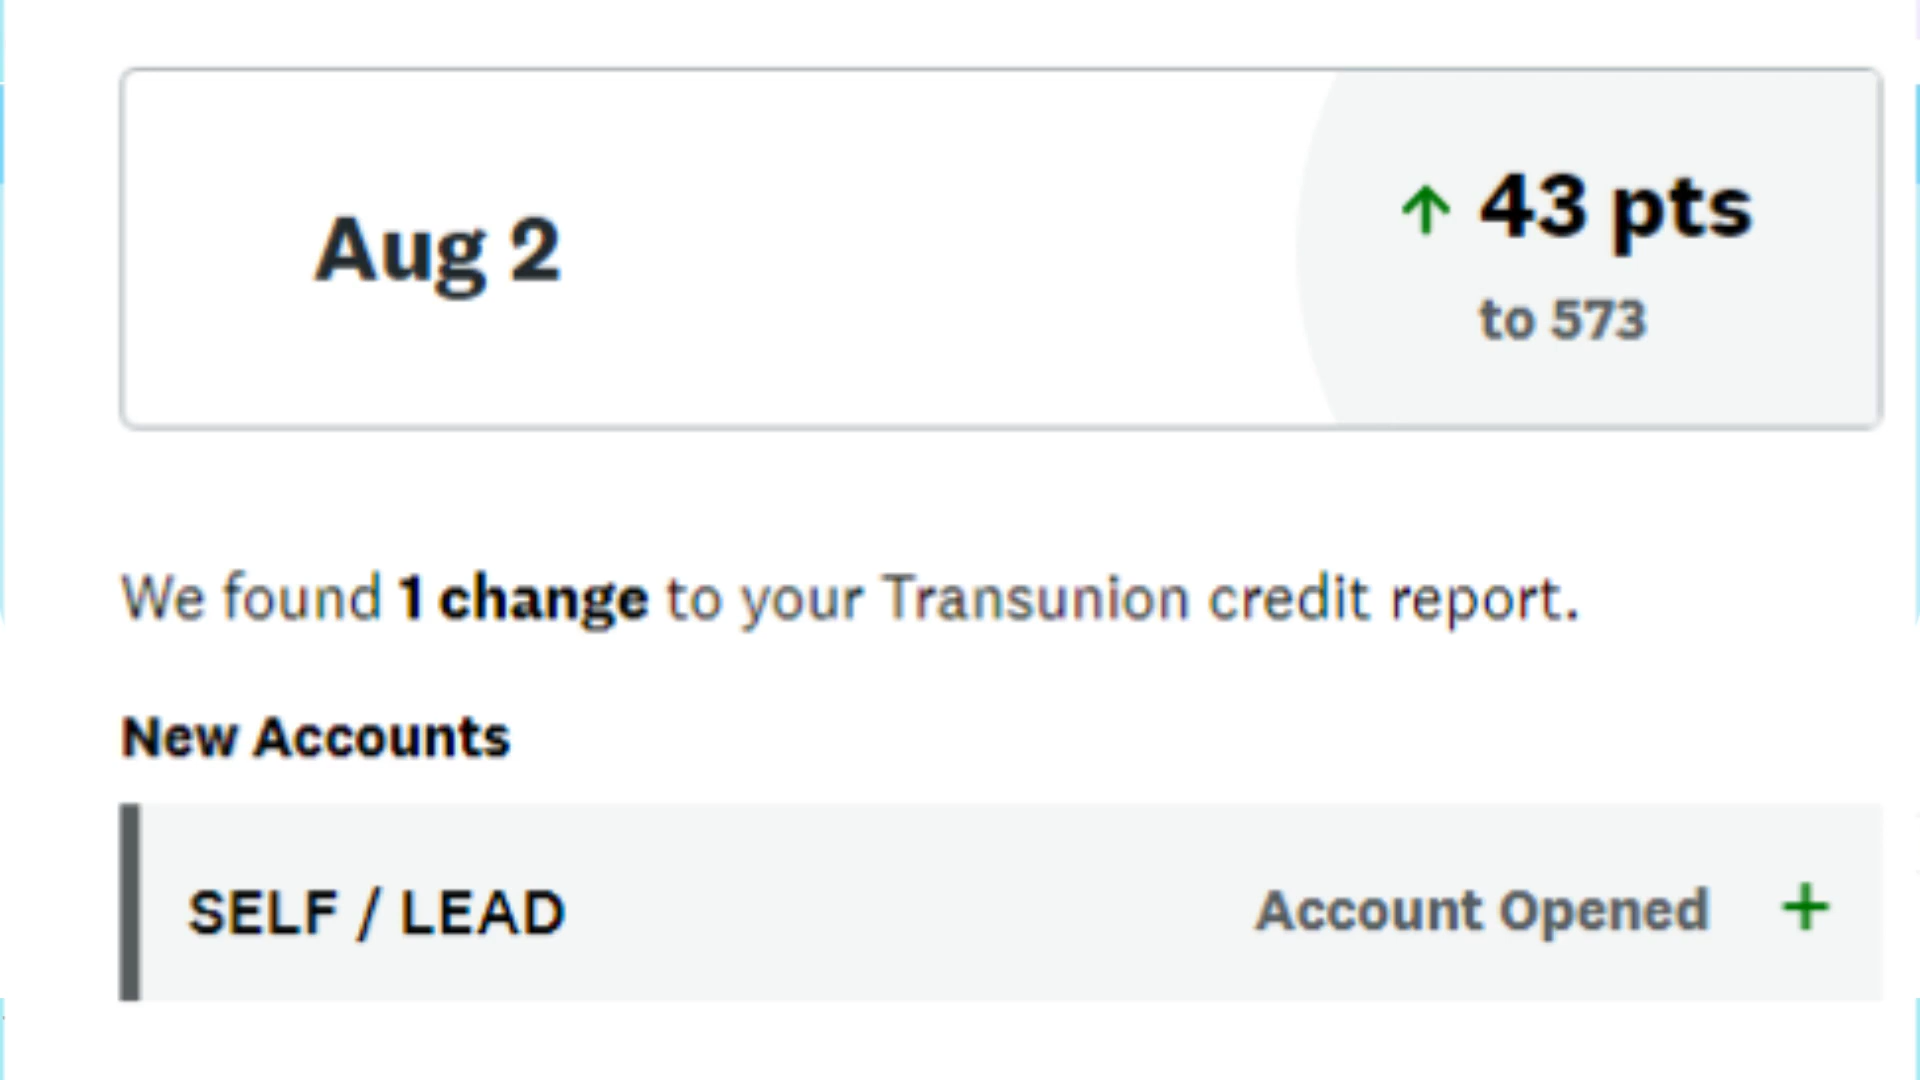 Aug 2
↑ 43 pts
to 573
We found 1 change to your Transunion credit report.
New Accounts
SELF / LEAD
Account Opened +